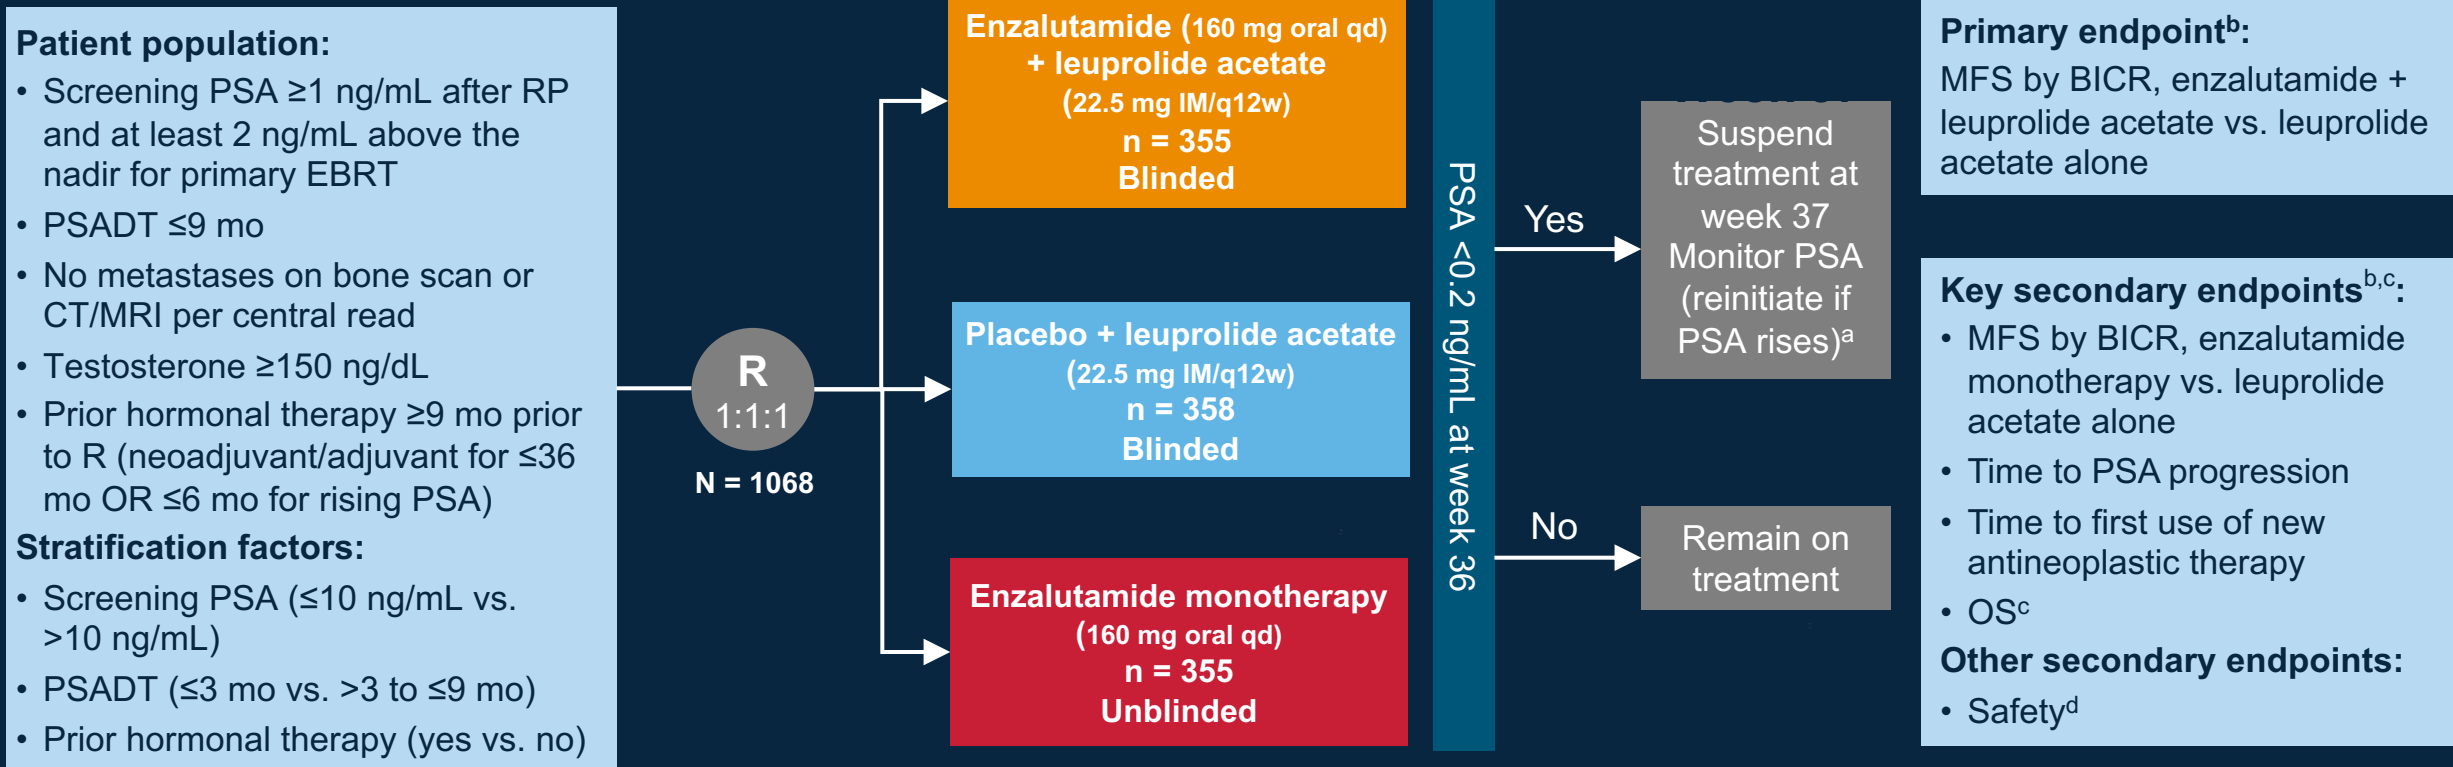 Patient population:
• Screening PSA ≥1 ng/mL after RP
and at least 2 ng/mL above the
nadir for primary EBRT
• PSADT ≤9 mo
• No metastases on bone scan or
CT/MRI per central read
• Testosterone ≥150 ng/dL
• Prior hormonal therapy ≥9 mo prior
to R (neoadjuvant/adjuvant for ≤36
mo OR ≤6 mo for rising PSA)
Stratification factors:
• Screening PSA (≤10 ng/mL vs.
>10 ng/mL)
• PSADT (≤3 mo vs. >3 to ≤9 mo)
• Prior hormonal therapy (yes vs. no)
R
1:1:1
N = 1068
Enzalutamide (160 mg oral qd)
+ leuprolide acetate
(22.5 mg IM/q12w)
n = 355
Blinded
Placebo + leuprolide acetate
(22.5 mg IM/q12w)
n = 358
Blinded
Enzalutamide monotherapy
(160 mg oral qd)
n = 355
Unblinded
PSA <0.2 ng/mL at week 36
Yes
Suspend
treatment at
week 37
Monitor PSA
(reinitiate if
PSA rises)ᵃ
No
Remain on
treatment
Primary endpointᵇ:
MFS by BICR, enzalutamide +
leuprolide acetate vs. leuprolide
acetate alone
Key secondary endpointsᵇ,ᶜ:
• MFS by BICR, enzalutamide
monotherapy vs. leuprolide
acetate alone
• Time to PSA progression
• Time to first use of new
antineoplastic therapy
• OSᶜ
Other secondary endpoints:
• Safetyᵈ